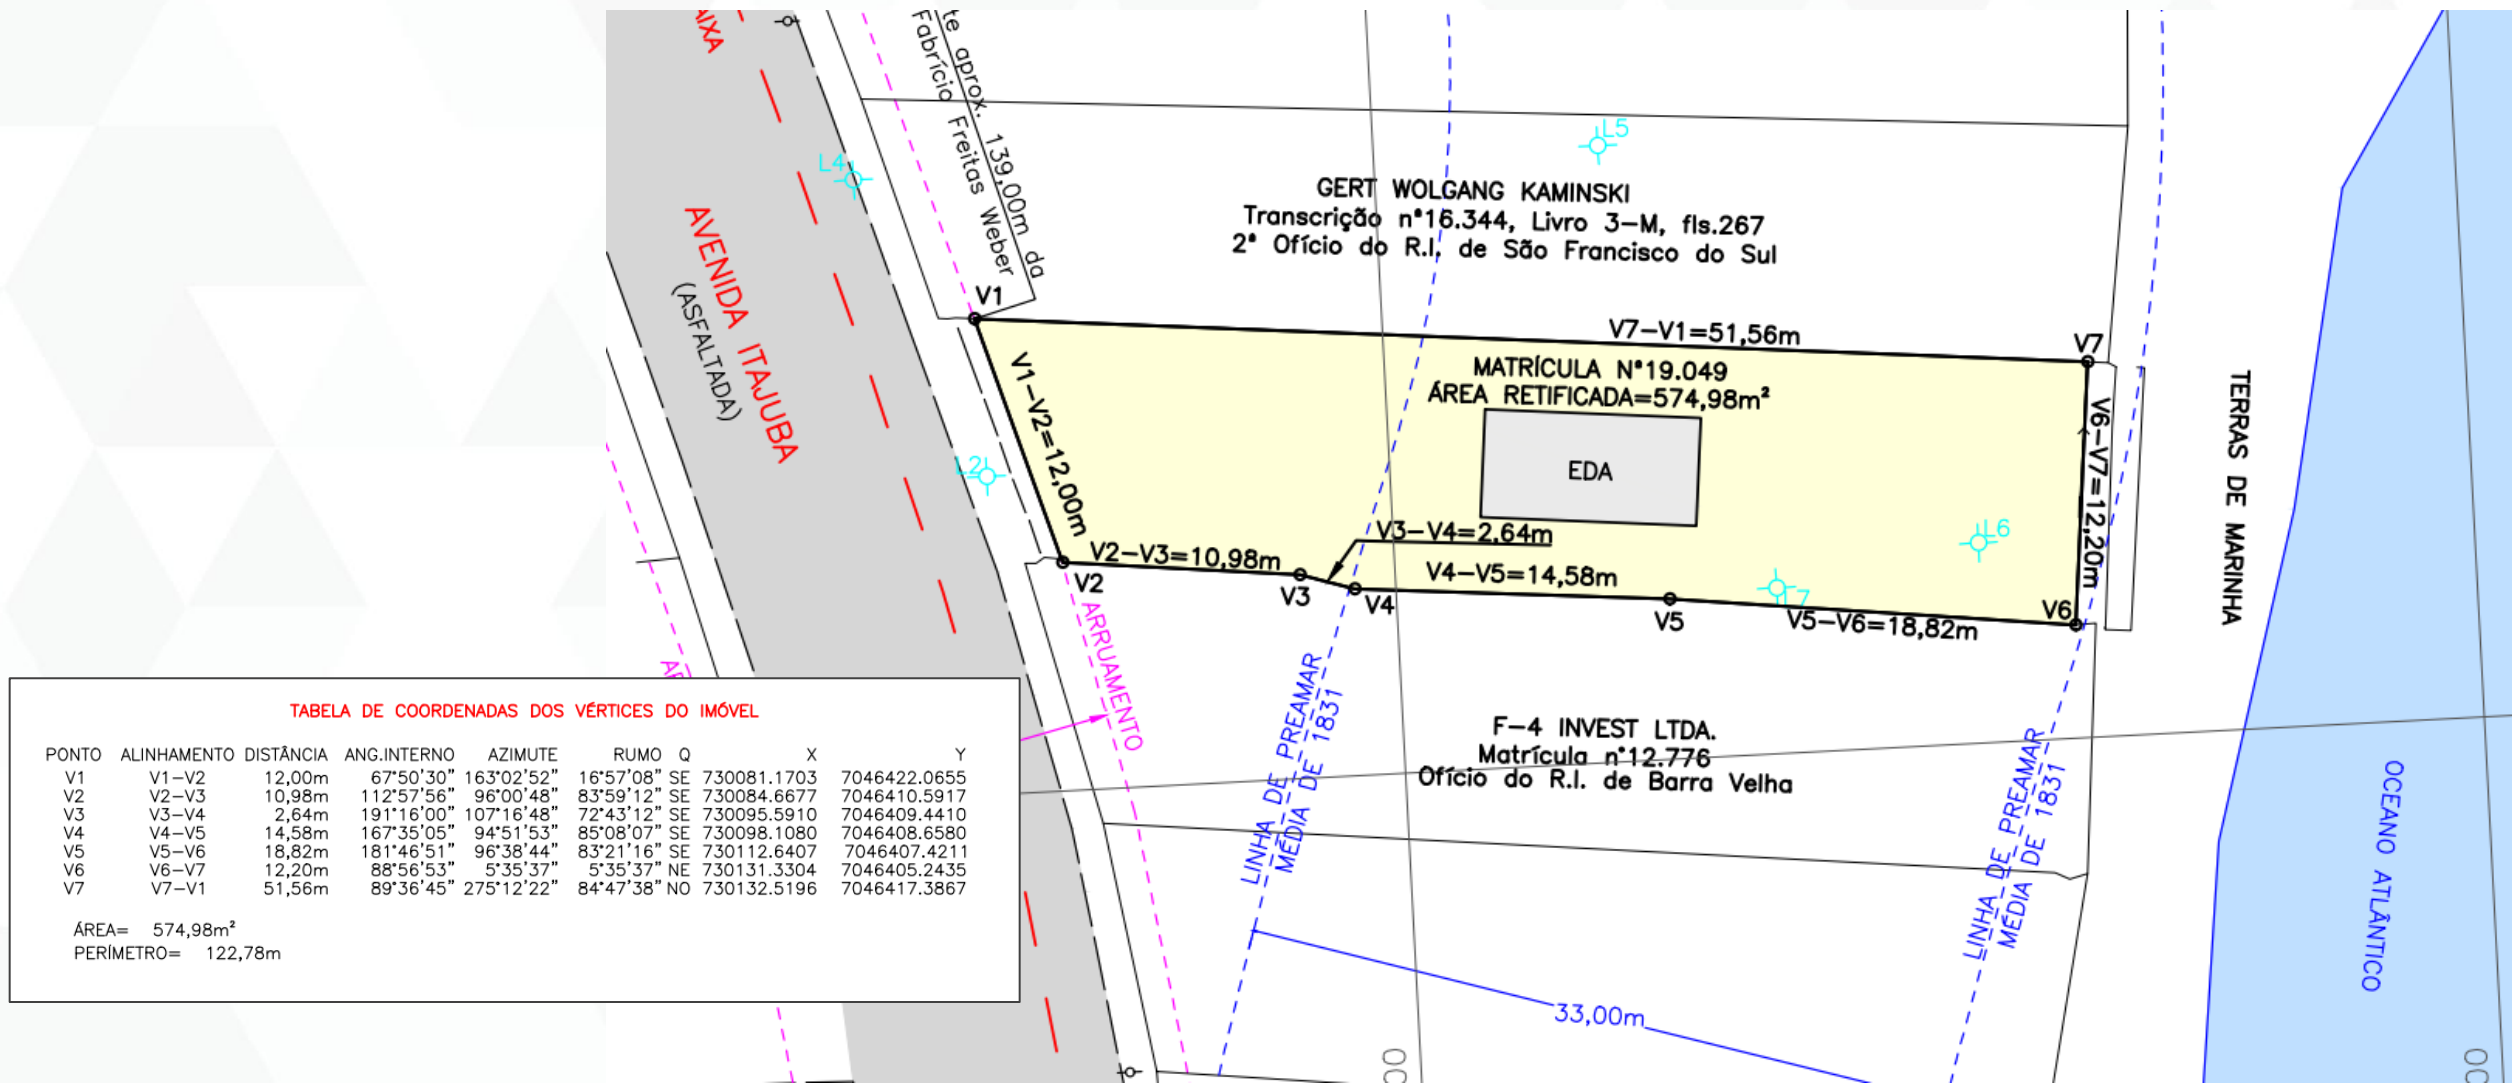 AIXA
te aprox. 139,00m da
Fabrício Freitas Weber
L4
L5
GERT WOLGANG KAMINSKI
Transcrição nº16.344, Livro 3-M, fls.267
2ª Ofício do R.I. de São Francisco do Sul
AVENIDA ITAJUBA
(ASFALTADA)
V1
V7-V1=51,56m
V7
MATRÍCULA Nº19.049
ÁREA RETIFICADA=574,98m²
V1-V2=12,00m
EDA
V6-V7=12,20m
TERRAS DE MARINHA
L2
L6
L7
V3-V4=2,64m
V2-V3=10,98m
V4-V5=14,58m
V2
V3
V4
V5
V5-V6=18,82m
V6
ARRUAMENTO
LINHA DE PREAMAR
MÉDIA DE 1831
F-4 INVEST LTDA.
Matrícula nº12.776
Ofício do R.I. de Barra Velha
LINHA DE PREAMAR
MÉDIA DE 1831
OCEANO ATLÂNTICO
33,00m
00
00
TABELA DE COORDENADAS DOS VÉRTICES DO IMÓVEL
PONTO ALINHAMENTO DISTÂNCIA ANG.INTERNO AZIMUTE RUMO Q X Y
V1 V1-V2 12,00m 67°50'30" 163°02'52" 16°57'08" SE 730081.1703 7046422.0655
V2 V2-V3 10,98m 112°57'56" 96°00'48" 83°59'12" SE 730084.6677 7046410.5917
V3 V3-V4 2,64m 191°16'00" 107°16'48" 72°43'12" SE 730095.5910 7046409.4410
V4 V4-V5 14,58m 167°35'05" 94°51'53" 85°08'07" SE 730098.1080 7046408.6580
V5 V5-V6 18,82m 181°46'51" 96°38'44" 83°21'16" SE 730112.6407 7046407.4211
V6 V6-V7 12,20m 88°56'53" 5°35'37" 5°35'37" NE 730131.3304 7046405.2435
V7 V7-V1 51,56m 89°36'45" 275°12'22" 84°47'38" NO 730132.5196 7046417.3867
ÁREA= 574,98m²
PERÍMETRO= 122,78m